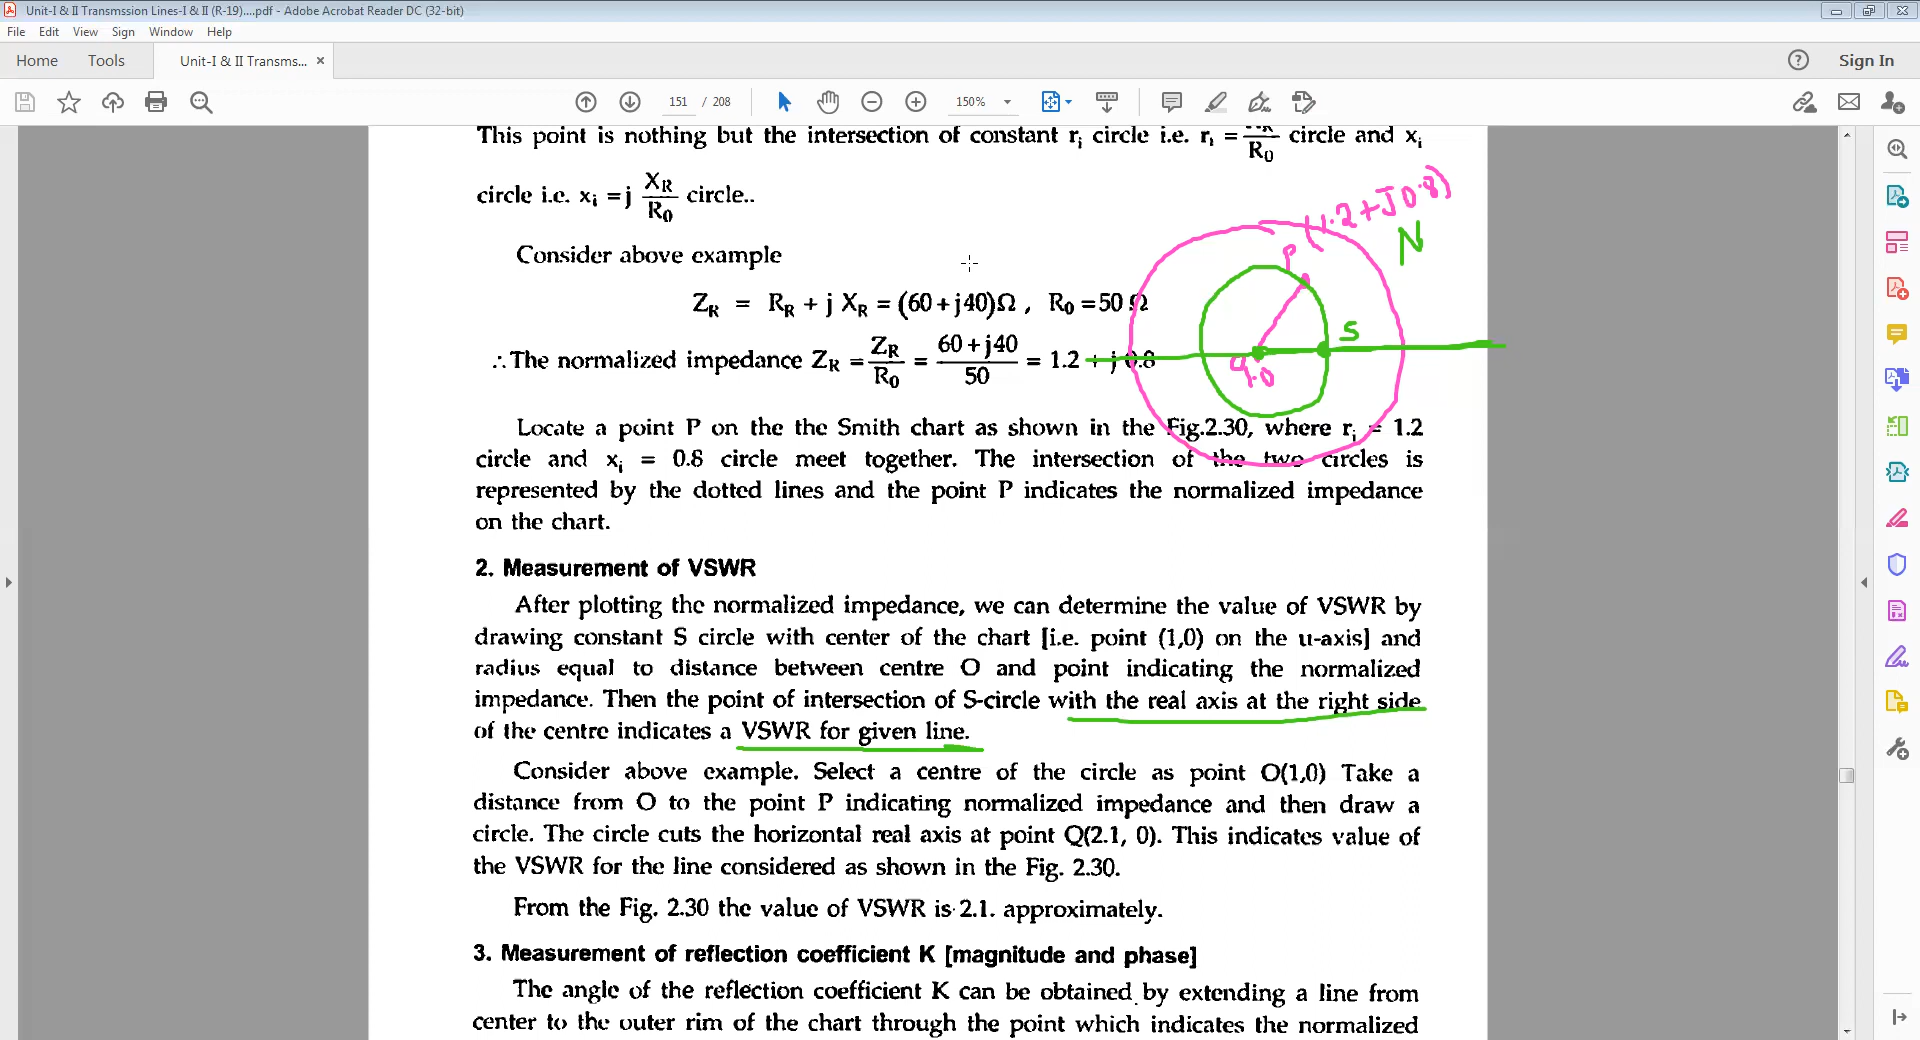 Unit-I & II Transmssion Lines-I & II (R-19)....pdf - Adobe Acrobat Reader DC (32-bit)
File Edit View Sign Window Help
Home Tools Unit-I & II Transms... × Sign In
151 / 208 150%
This point is nothing but the intersection of constant ri circle i.e. ri = RR/R0 circle and xi
circle i.e. xi = j XR/R0 circle..
P (1.2 + J0.8)
N
Consider above example
ZR = RR + j XR = (60 + j40)Ω , R0 = 50 Ω
S
∴ The normalized impedance ZR = ZR/R0 = 60 + j40/50 = 1.2 + j 0.8
Locate a point P on the the Smith chart as shown in the Fig.2.30, where ri = 1.2
circle and xi = 0.8 circle meet together. The intersection of the two circles is
represented by the dotted lines and the point P indicates the normalized impedance
on the chart.
2. Measurement of VSWR
After plotting the normalized impedance, we can determine the value of VSWR by
drawing constant S circle with center of the chart [i.e. point (1,0) on the u-axis] and
radius equal to distance between centre O and point indicating the normalized
impedance. Then the point of intersection of S-circle with the real axis at the right side
of the centre indicates a VSWR for given line.
Consider above example. Select a centre of the circle as point O(1,0) Take a
distance from O to the point P indicating normalized impedance and then draw a
circle. The circle cuts the horizontal real axis at point Q(2.1, 0). This indicates value of
the VSWR for the line considered as shown in the Fig. 2.30.
From the Fig. 2.30 the value of VSWR is 2.1. approximately.
3. Measurement of reflection coefficient K [magnitude and phase]
The angle of the reflection coefficient K can be obtained by extending a line from
center to the outer rim of the chart through the point which indicates the normalized